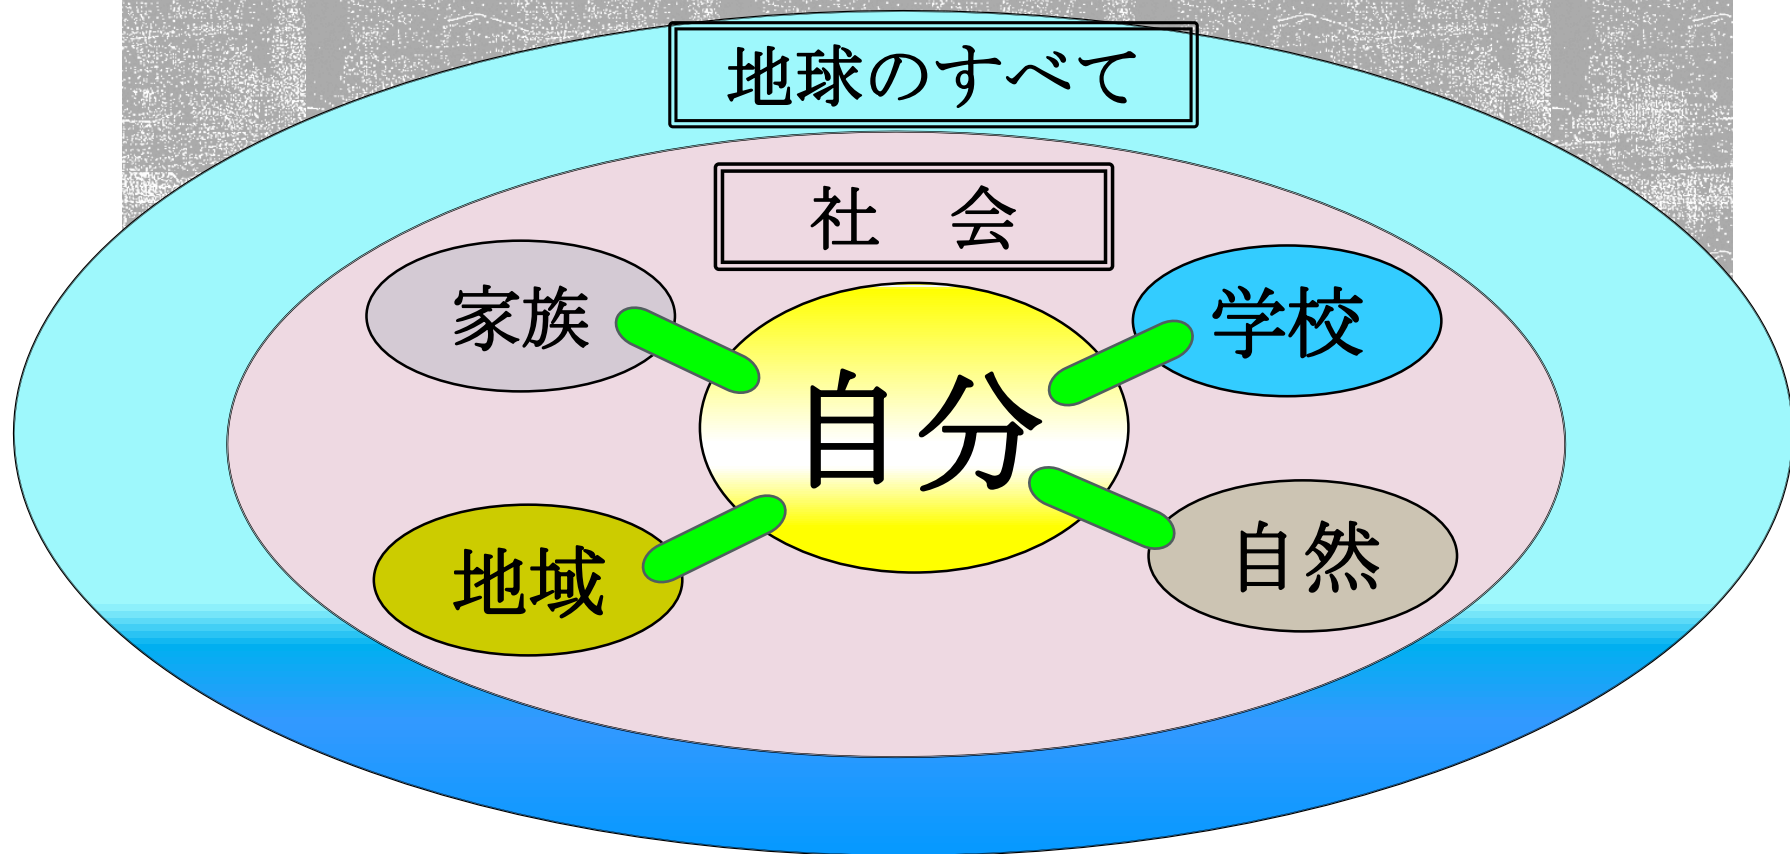 地球のすべて
社　会
家族
学校
自分
地域
自然